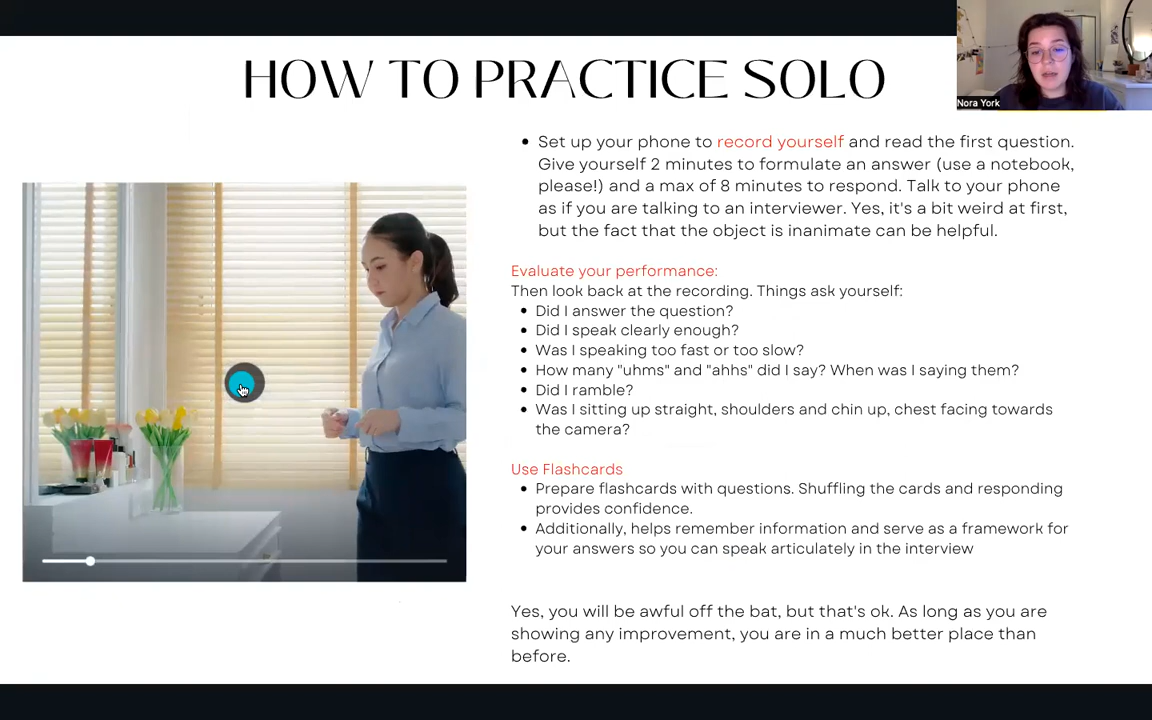 HOW TO PRACTICE SOLO
Nora York
• Set up your phone to record yourself and read the first question.
Give yourself 2 minutes to formulate an answer (use a notebook,
please!) and a max of 8 minutes to respond. Talk to your phone
as if you are talking to an interviewer. Yes, it's a bit weird at first,
but the fact that the object is inanimate can be helpful.
Evaluate your performance:
Then look back at the recording. Things ask yourself:
• Did I answer the question?
• Did I speak clearly enough?
• Was I speaking too fast or too slow?
• How many "uhms" and "ahhs" did I say? When was I saying them?
• Did I ramble?
• Was I sitting up straight, shoulders and chin up, chest facing towards
the camera?
Use Flashcards
• Prepare flashcards with questions. Shuffling the cards and responding
provides confidence.
• Additionally, helps remember information and serve as a framework for
your answers so you can speak articulately in the interview
Yes, you will be awful off the bat, but that's ok. As long as you are
showing any improvement, you are in a much better place than
before.